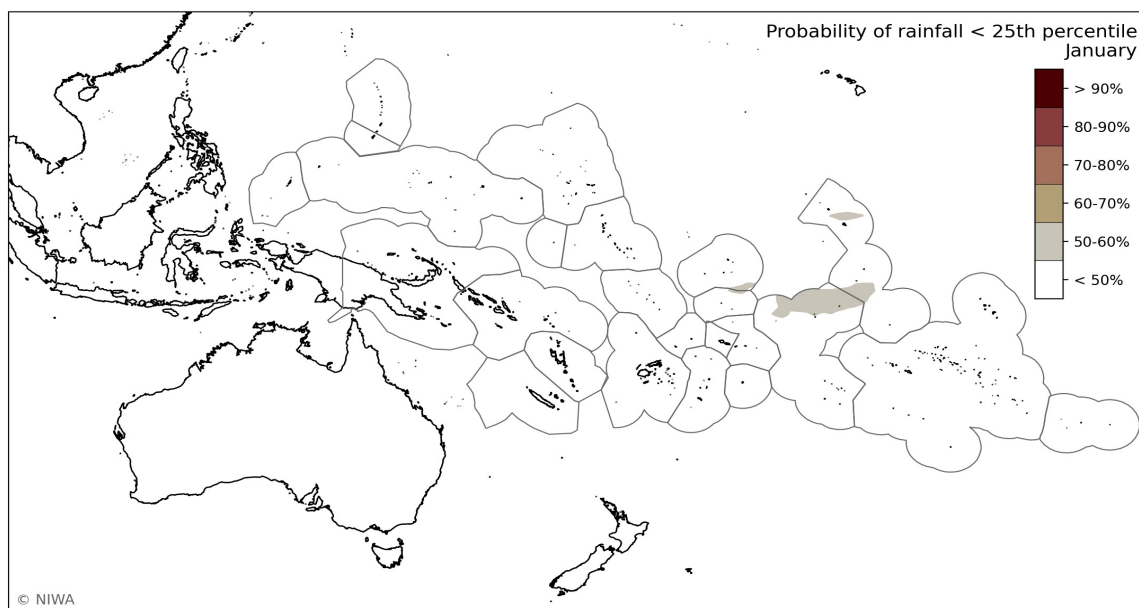 Probability of rainfall < 25th percentile
January
> 90%
80-90%
70-80%
60-70%
50-60%
< 50%
© NIWA